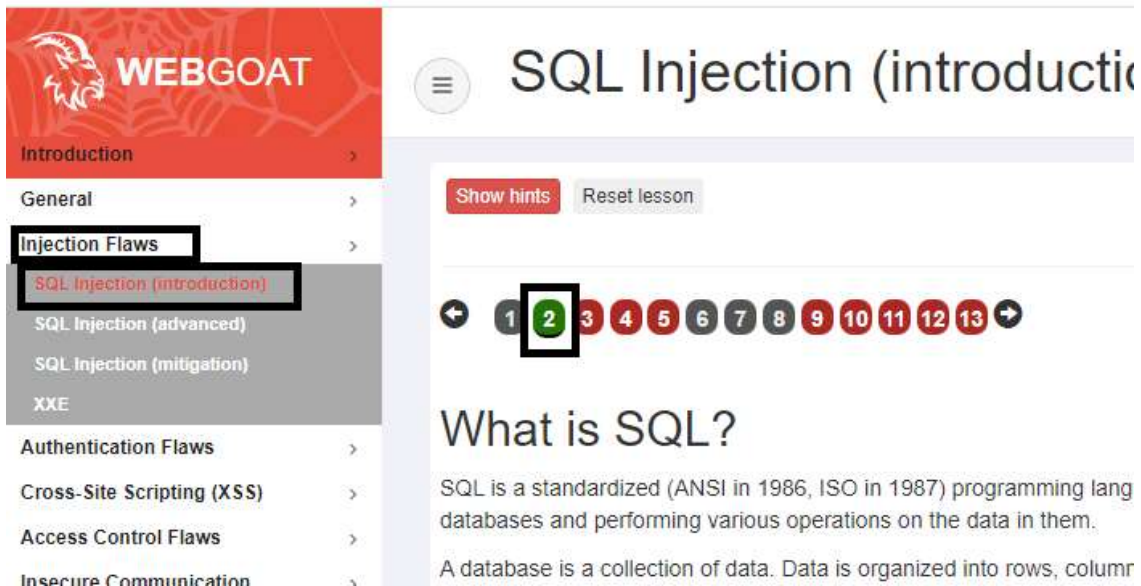 WEBGOAT
Introduction
General
Injection Flaws
SQL Injection (introduction)
SQL Injection (advanced)
SQL Injection (mitigation)
XXE
Authentication Flaws
Cross-Site Scripting (XSS)
Access Control Flaws
Insecure Communication
SQL Injection (introductio
Show hints Reset lesson
1 2 3 4 5 6 7 8 9 10 11 12 13
What is SQL?
SQL is a standardized (ANSI in 1986, ISO in 1987) programming lang
databases and performing various operations on the data in them.
A database is a collection of data. Data is organized into rows, column